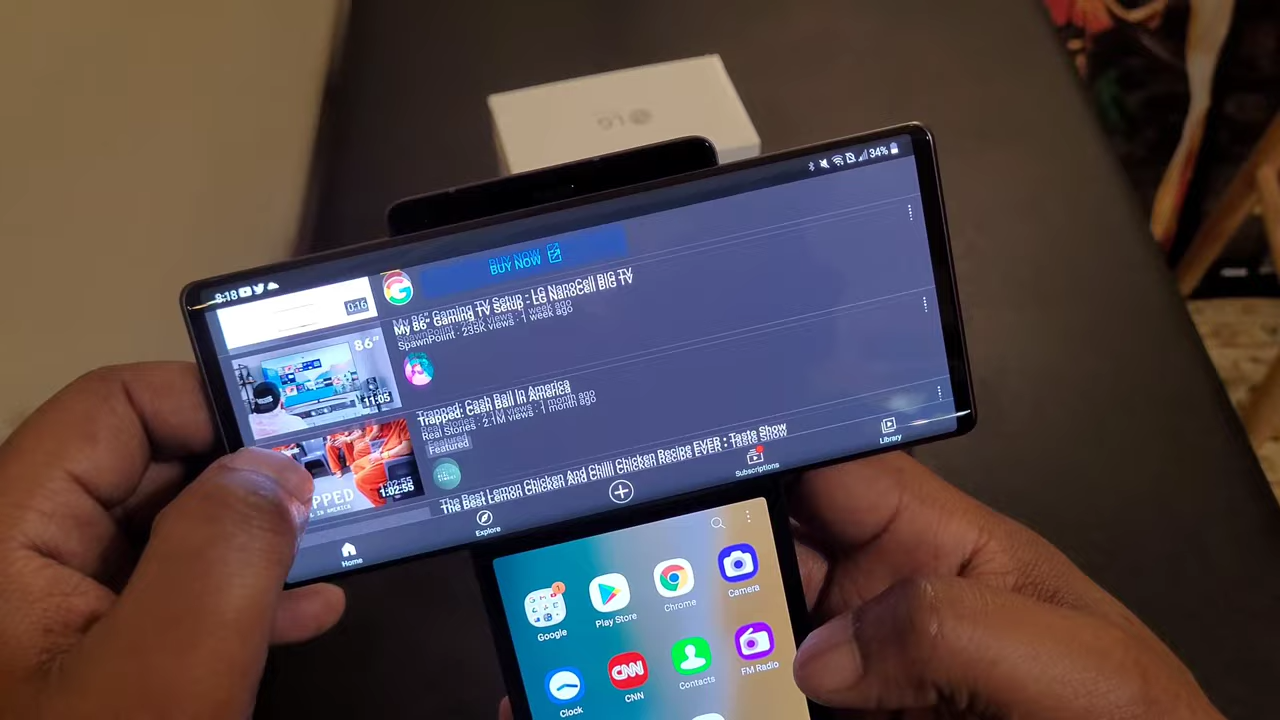 LG
8:18
34%
0:16
BUY NOW
86"
11:05
My 86" Gaming TV Setup - LG NanoCell BIG TV
SpawnPoint · 235K views · 1 week ago
1:02:55
Trapped: Cash Bail In America
Real Stories · 2.1M views · 1 month ago
Featured
The Best Lemon Chicken And Chilli Chicken Recipe EVER : Taste Show
Home
Explore
Subscriptions
Library
Google
Play Store
Chrome
Camera
Clock
CNN
CNN
Contacts
FM Radio